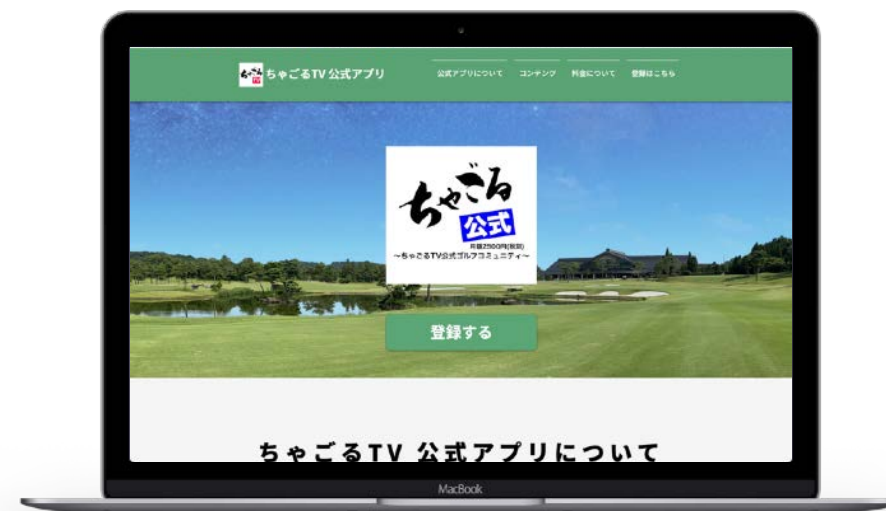 ちゃごるTV 公式アプリ
公式アプリについて
コンテンツ
料金について
登録はこちら
ちゃごる
公式
月額2500円(税別)
〜ちゃごるTV公式ゴルフコミュニティ〜
登録する
ちゃごるTV 公式アプリについて
MacBook